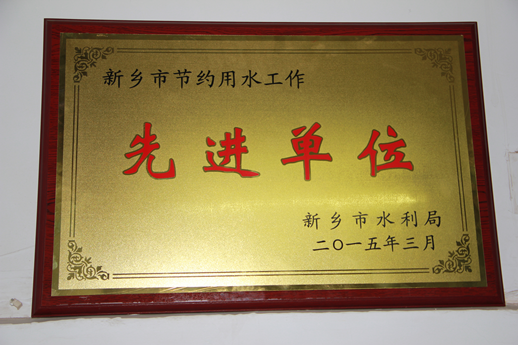 新乡市节约用水工作
先进单位
新乡市水利局
二〇一五年三月